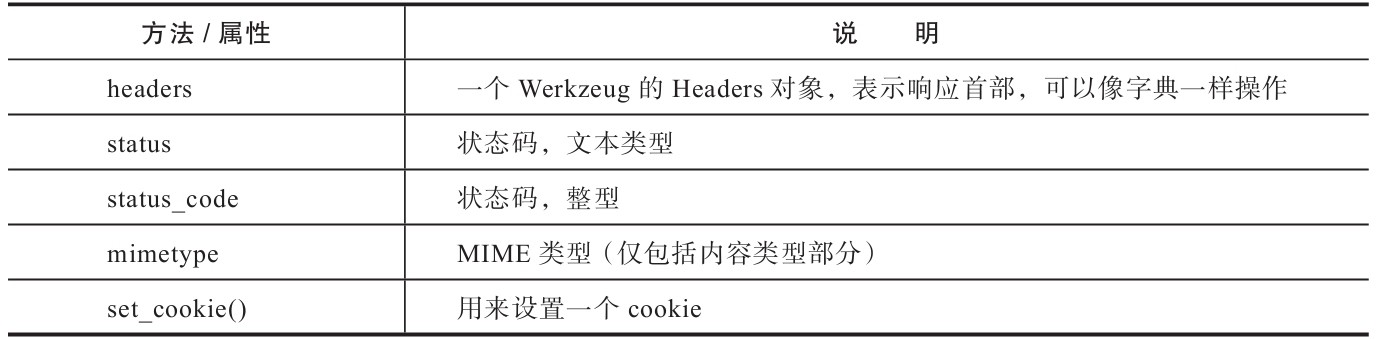 方法 / 属性 说 明
headers 一个 Werkzeug 的 Headers 对象，表示响应首部，可以像字典一样操作
status 状态码，文本类型
status_code 状态码，整型
mimetype MIME 类型（仅包括内容类型部分）
set_cookie() 用来设置一个 cookie